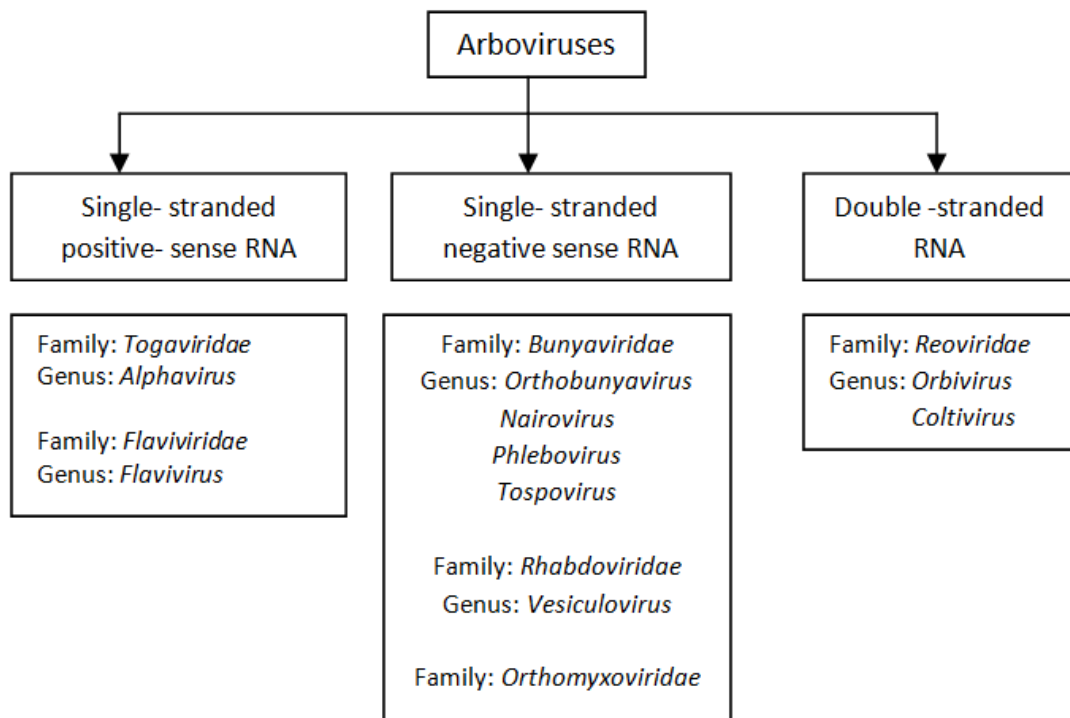 Arboviruses
Single- stranded
positive- sense RNA
Single- stranded
negative sense RNA
Double -stranded
RNA
Family: Togaviridae
Genus: Alphavirus
Family: Flaviviridae
Genus: Flavivirus
Family: Bunyaviridae
Genus: Orthobunyavirus
Nairovirus
Phlebovirus
Tospovirus
Family: Rhabdoviridae
Genus: Vesiculovirus
Family: Orthomyxoviridae
Family: Reoviridae
Genus: Orbivirus
Coltivirus